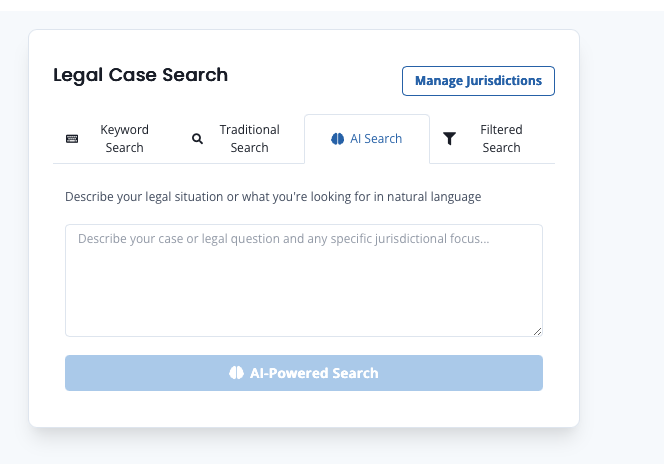 Legal Case Search
Manage Jurisdictions
Keyword
Search
Traditional
Search
AI Search
Filtered
Search
Describe your legal situation or what you're looking for in natural language
Describe your case or legal question and any specific jurisdictional focus...
AI-Powered Search